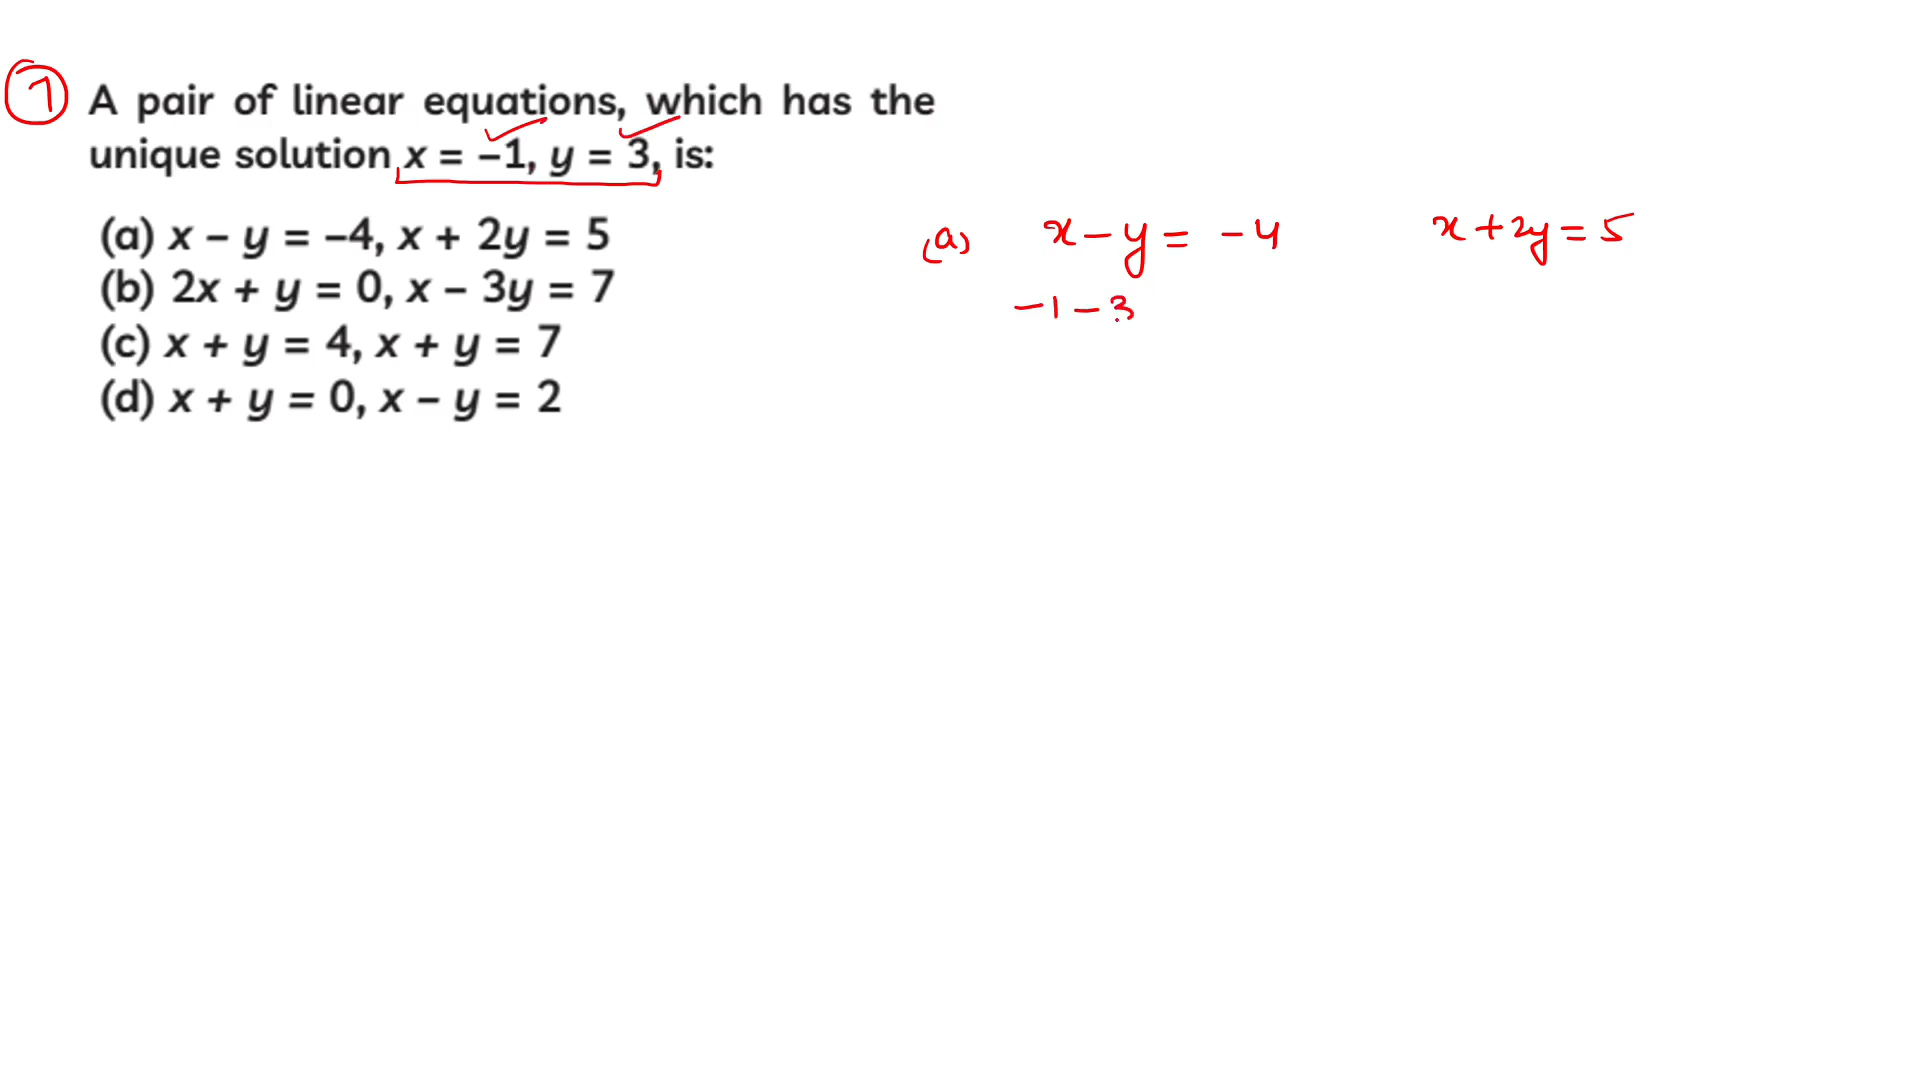 7
A pair of linear equations, which has the
unique solution x = –1, y = 3, is:
(a) x – y = –4, x + 2y = 5
(b) 2x + y = 0, x – 3y = 7
(c) x + y = 4, x + y = 7
(d) x + y = 0, x – y = 2
(a) x – y = – 4 x + 2y = 5
– 1 – 3